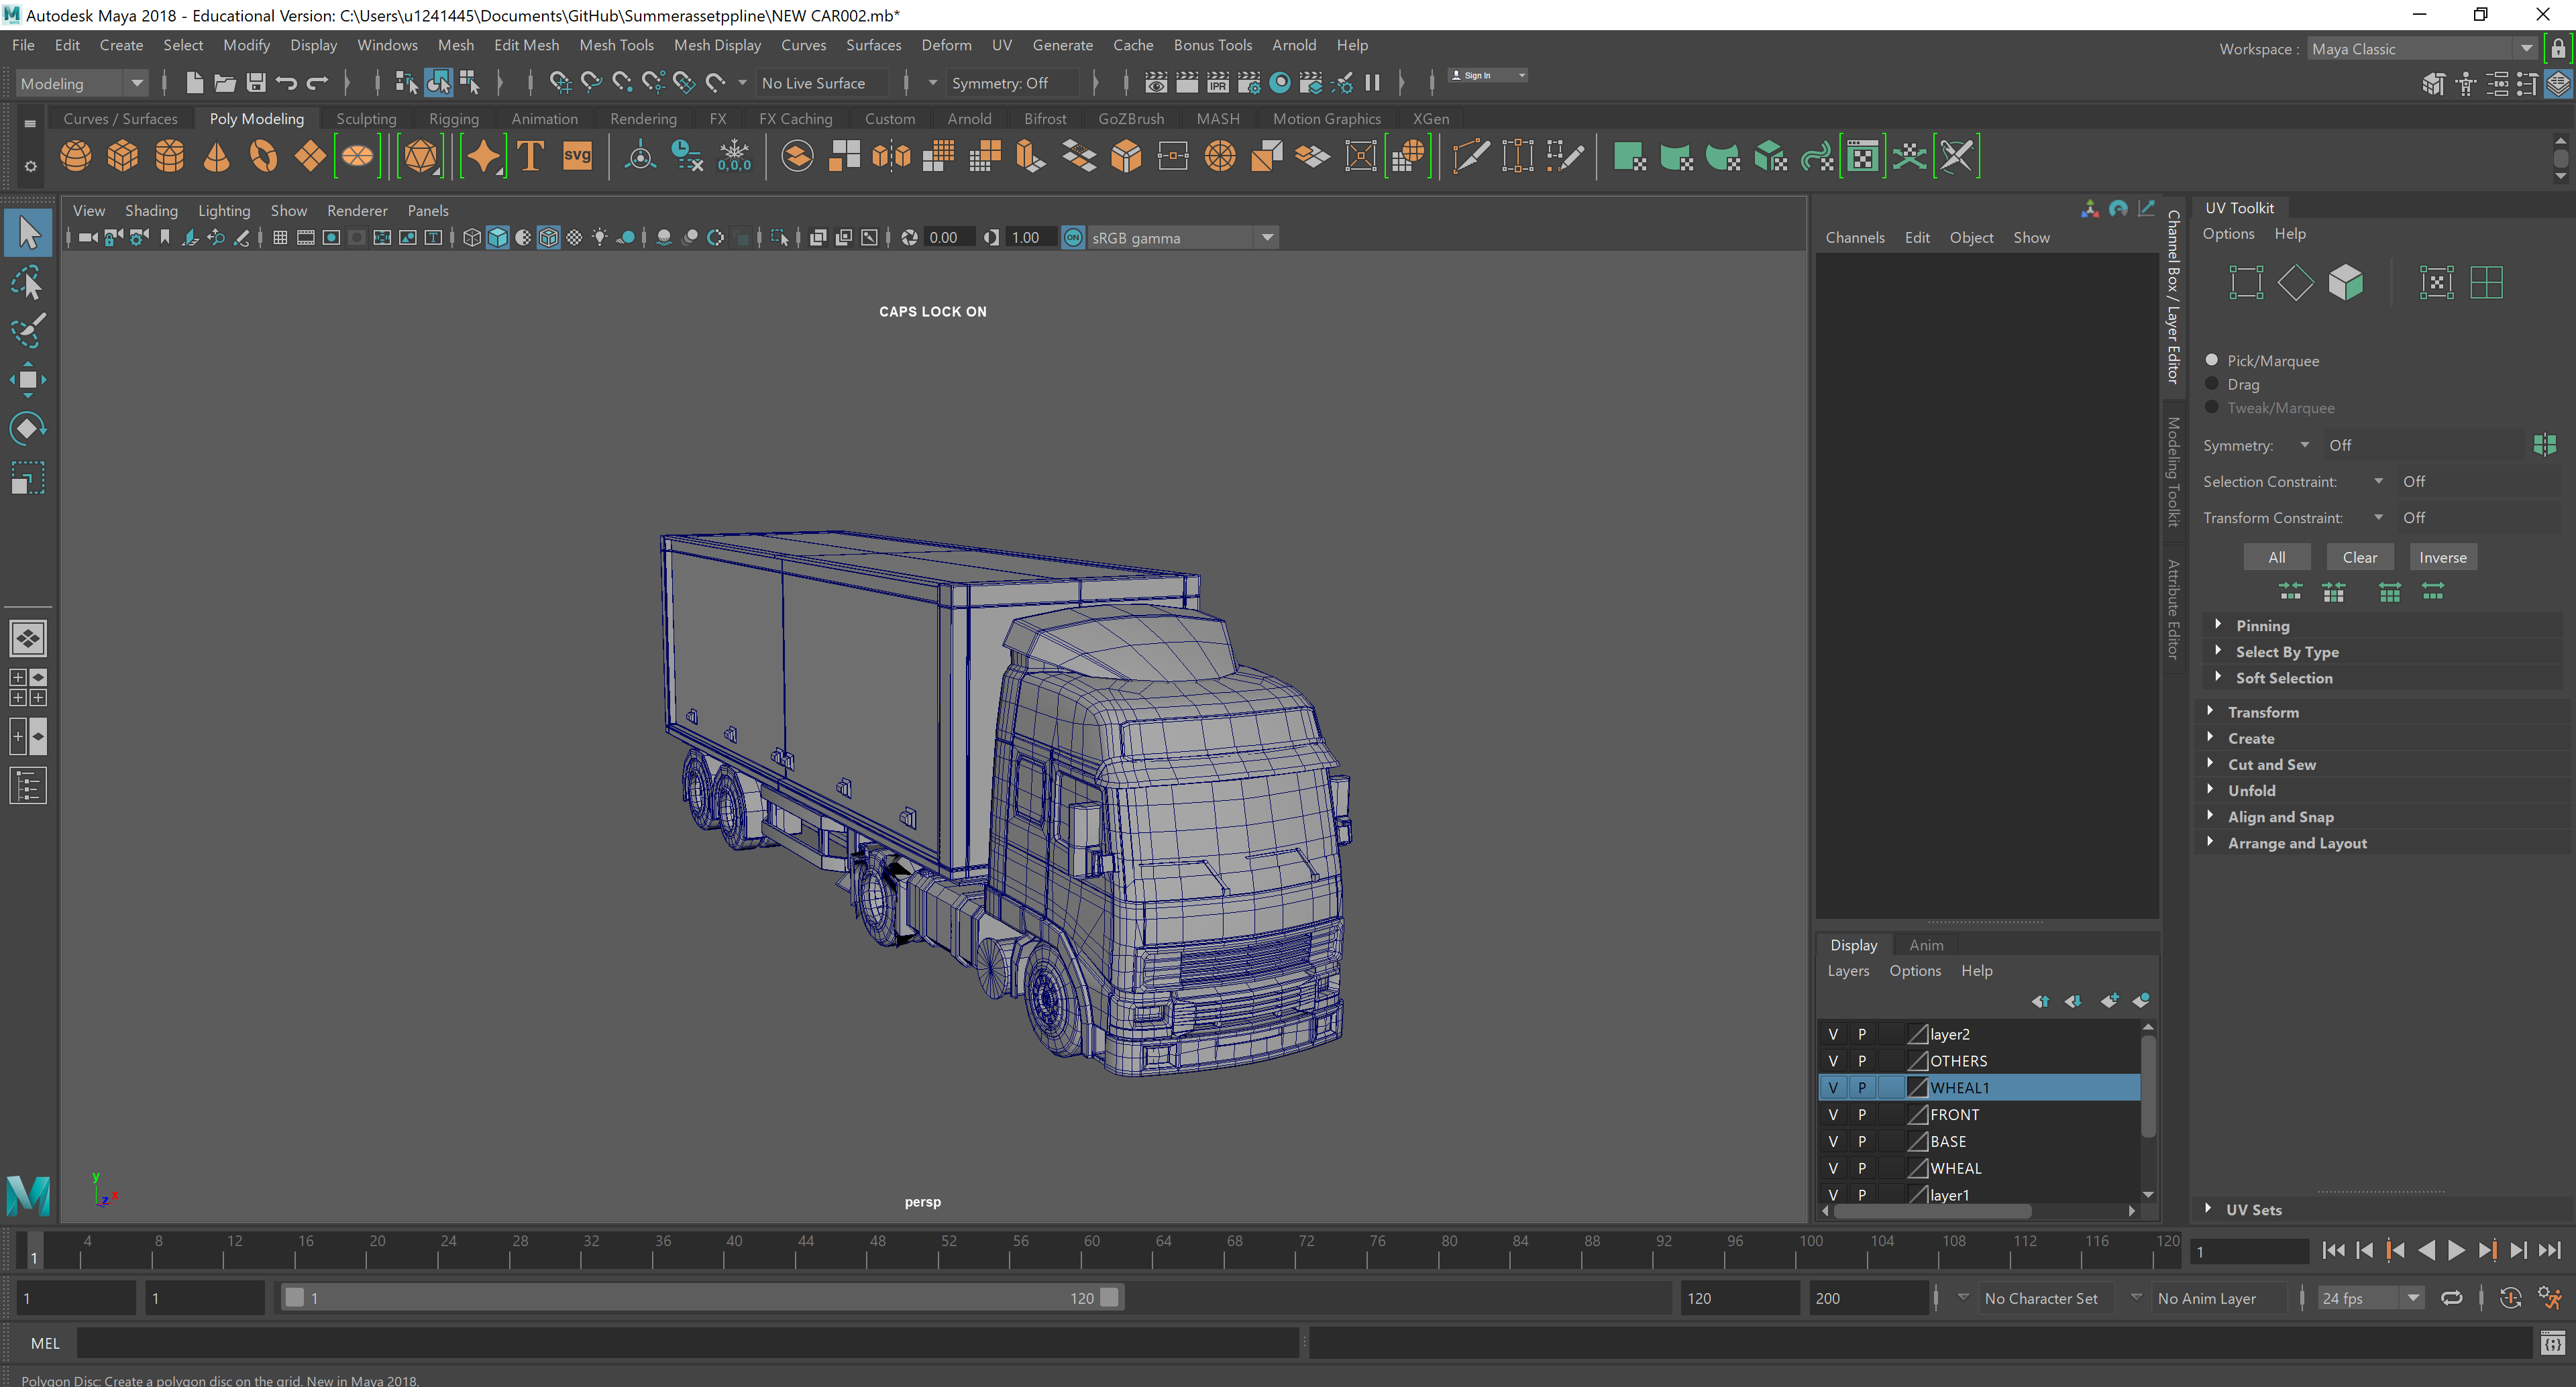 Autodesk Maya 2018 - Educational Version: C:\Users\u1241445\Documents\GitHub\Summerassetppline\NEW CAR002.mb*
File Edit Create Select Modify Display Windows Mesh Edit Mesh Mesh Tools Mesh Display Curves Surfaces Deform UV Generate Cache Bonus Tools Arnold Help
Workspace : Maya Classic
Modeling No Live Surface Symmetry: Off IPR Sign In
Curves / Surfaces Poly Modeling Sculpting Rigging Animation Rendering FX FX Caching Custom Arnold Bifrost GoZBrush MASH Motion Graphics XGen
T svg 0,0,0
View Shading Lighting Show Renderer Panels
0.00 1.00 ON sRGB gamma
CAPS LOCK ON
persp
y
z x
Channels Edit Object Show
Channel Box / Layer Editor
Modeling Toolkit
Attribute Editor
Display Anim
Layers Options Help
V P layer2
V P OTHERS
V P WHEAL1
V P FRONT
V P BASE
V P WHEAL
V P layer1
UV Toolkit
Options Help
Pick/Marquee
Drag
Tweak/Marquee
Symmetry: Off
Selection Constraint: Off
Transform Constraint: Off
All Clear Inverse
Pinning
Select By Type
Soft Selection
Transform
Create
Cut and Sew
Unfold
Align and Snap
Arrange and Layout
UV Sets
1 4 8 12 16 20 24 28 32 36 40 44 48 52 56 60 64 68 72 76 80 84 88 92 96 100 104 108 112 116 120 1
1 1 1 120 120 200 No Character Set No Anim Layer 24 fps
MEL
Polygon Disc: Create a polygon disc on the grid. New in Maya 2018.